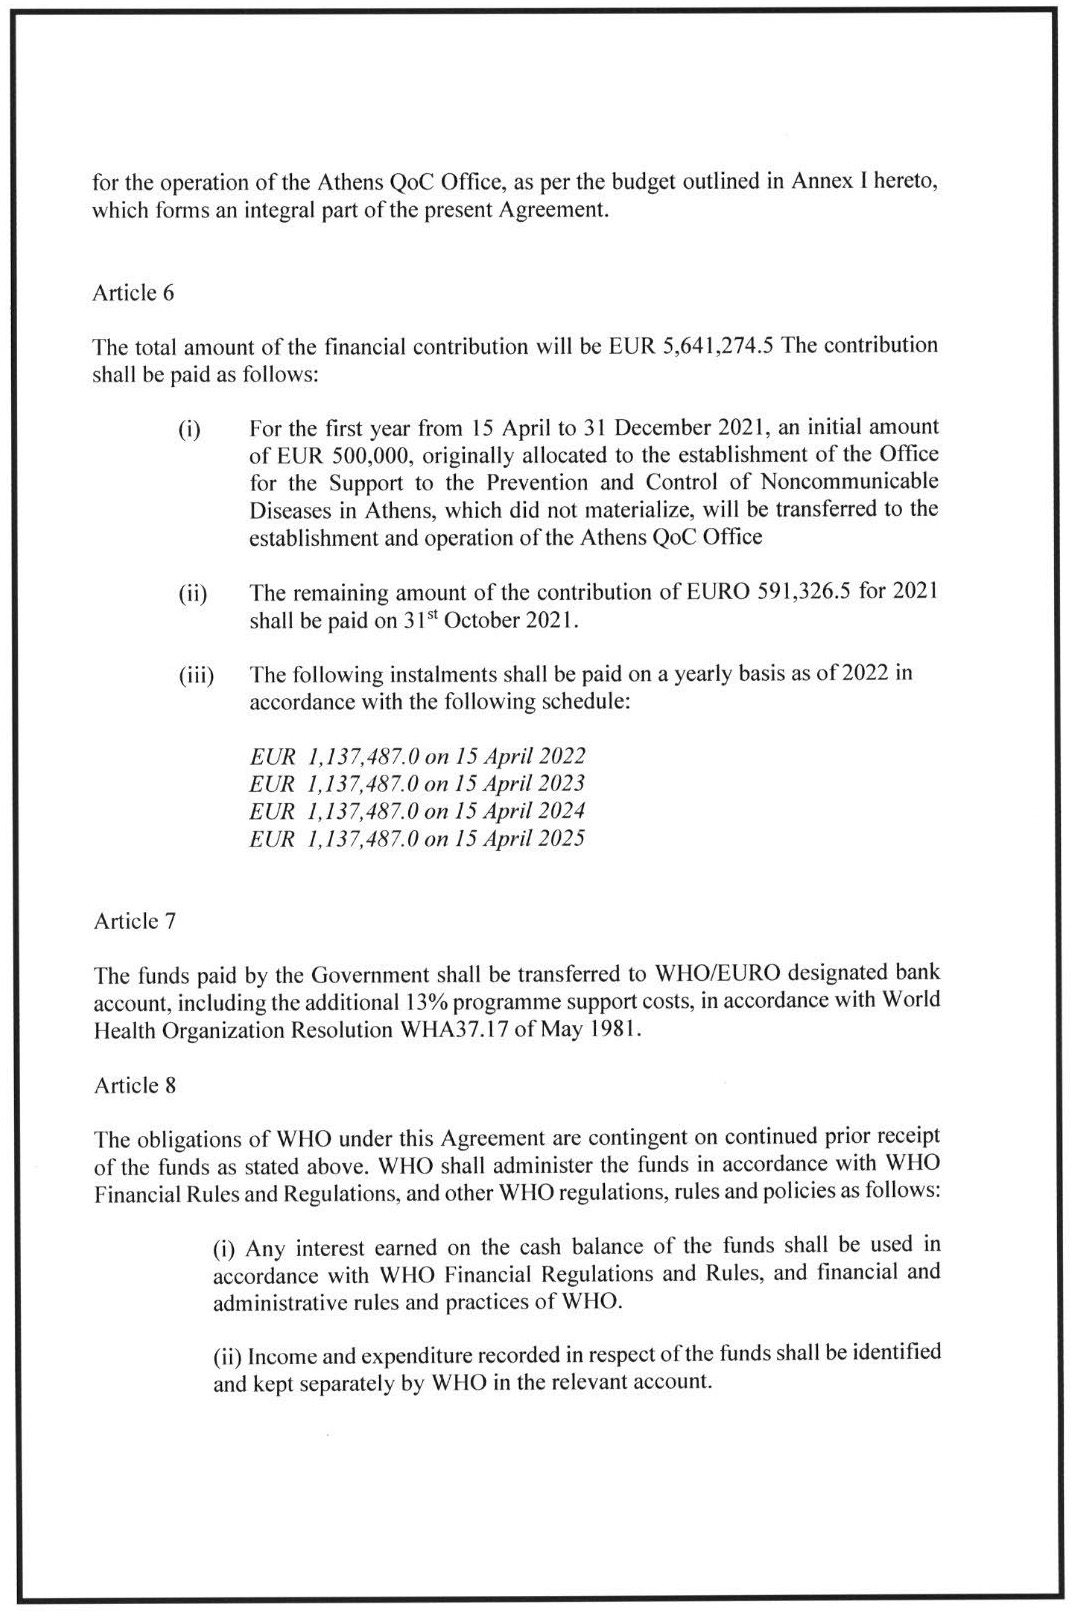 for the operation of the Athens QoC Office, as per the budget outlined in Annex I hereto,
which forms an integral part of the present Agreement.
Article 6
The total amount of the financial contribution will be EUR 5,641,274.5 The contribution
shall be paid as follows:
(i) For the first year from 15 April to 31 December 2021, an initial amount
of EUR 500,000, originally allocated to the establishment of the Office
for the Support to the Prevention and Control of Noncommunicable
Diseases in Athens, which did not materialize, will be transferred to the
establishment and operation of the Athens QoC Office
(ii) The remaining amount of the contribution of EURO 591,326.5 for 2021
shall be paid on 31st October 2021.
(iii) The following instalments shall be paid on a yearly basis as of 2022 in
accordance with the following schedule:
EUR 1,137,487.0 on 15 April 2022
EUR 1,137,487.0 on 15 April 2023
EUR 1,137,487.0 on 15 April 2024
EUR 1,137,487.0 on 15 April 2025
Article 7
The funds paid by the Government shall be transferred to WHO/EURO designated bank
account, including the additional 13% programme support costs, in accordance with World
Health Organization Resolution WHA37.17 of May 1981.
Article 8
The obligations of WHO under this Agreement are contingent on continued prior receipt
of the funds as stated above. WHO shall administer the funds in accordance with WHO
Financial Rules and Regulations, and other WHO regulations, rules and policies as follows:
(i) Any interest earned on the cash balance of the funds shall be used in
accordance with WHO Financial Regulations and Rules, and financial and
administrative rules and practices of WHO.
(ii) Income and expenditure recorded in respect of the funds shall be identified
and kept separately by WHO in the relevant account.